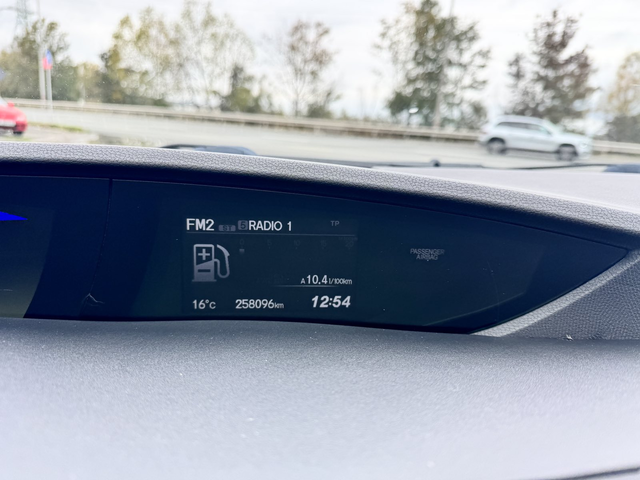 FM2 RADIO 1 TP
A 10.4 l/100km
PASSENGER
AIRBAG
16°C 258096km 12:54